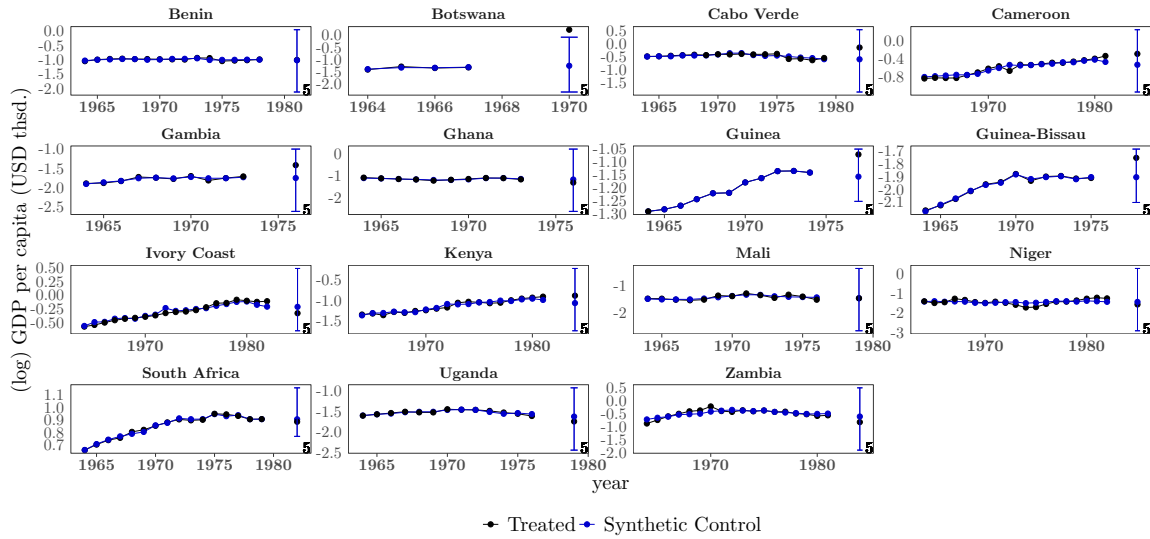 Benin Botswana Cabo Verde Cameroon
0.0 -0.5 -1.0 -1.5 -2.0
0.0 -0.5 -1.0 -1.5 -2.0
0.5 0.0 -0.5 -1.0 -1.5
0.0 -0.4 -0.8
5 5 5 5
1965 1970 1975 1980 1964 1966 1968 1970 1965 1970 1975 1980 1970 1980
Gambia Ghana Guinea Guinea-Bissau
-1.0 -1.5 -2.0 -2.5
0 -1 -2
-1.05 -1.10 -1.15 -1.20 -1.25 -1.30
-1.7 -1.8 -1.9 -2.0 -2.1
5 5 5 5
1965 1970 1975 1965 1970 1975 1965 1970 1975 1965 1970 1975
Ivory Coast Kenya Mali Niger
0.50 0.25 0.00 -0.25 -0.50
-0.5 -1.0 -1.5
-1 -2
0 -1 -2 -3
5 5 5 5
1970 1980 1970 1980 1965 1970 1975 1980 1970 1980
South Africa Uganda Zambia
1.1 1.0 0.9 0.8 0.7
-1.0 -1.5 -2.0 -2.5
0.5 0.0 -0.5 -1.0 -1.5 -2.0
5 5 5
1965 1970 1975 1980 1965 1970 1975 1980 1970 1980
(log) GDP per capita (USD thsd.)
year
Treated Synthetic Control